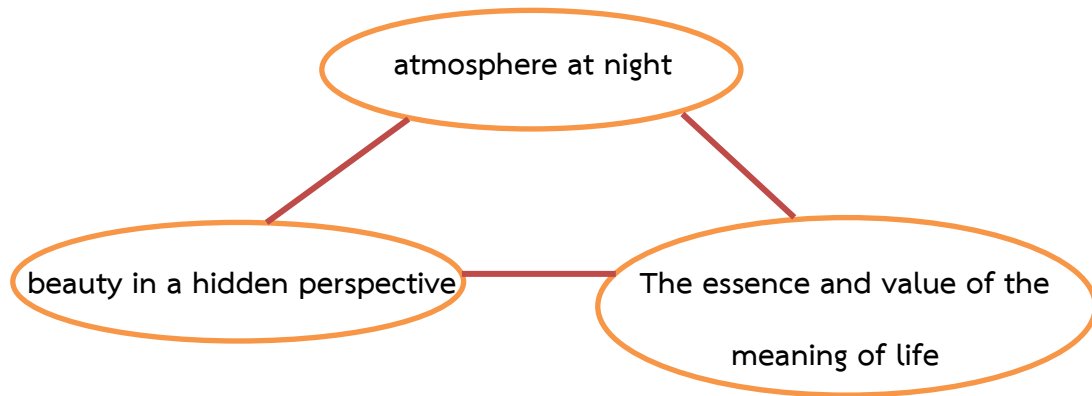 atmosphere at night
beauty in a hidden perspective
The essence and value of the
meaning of life